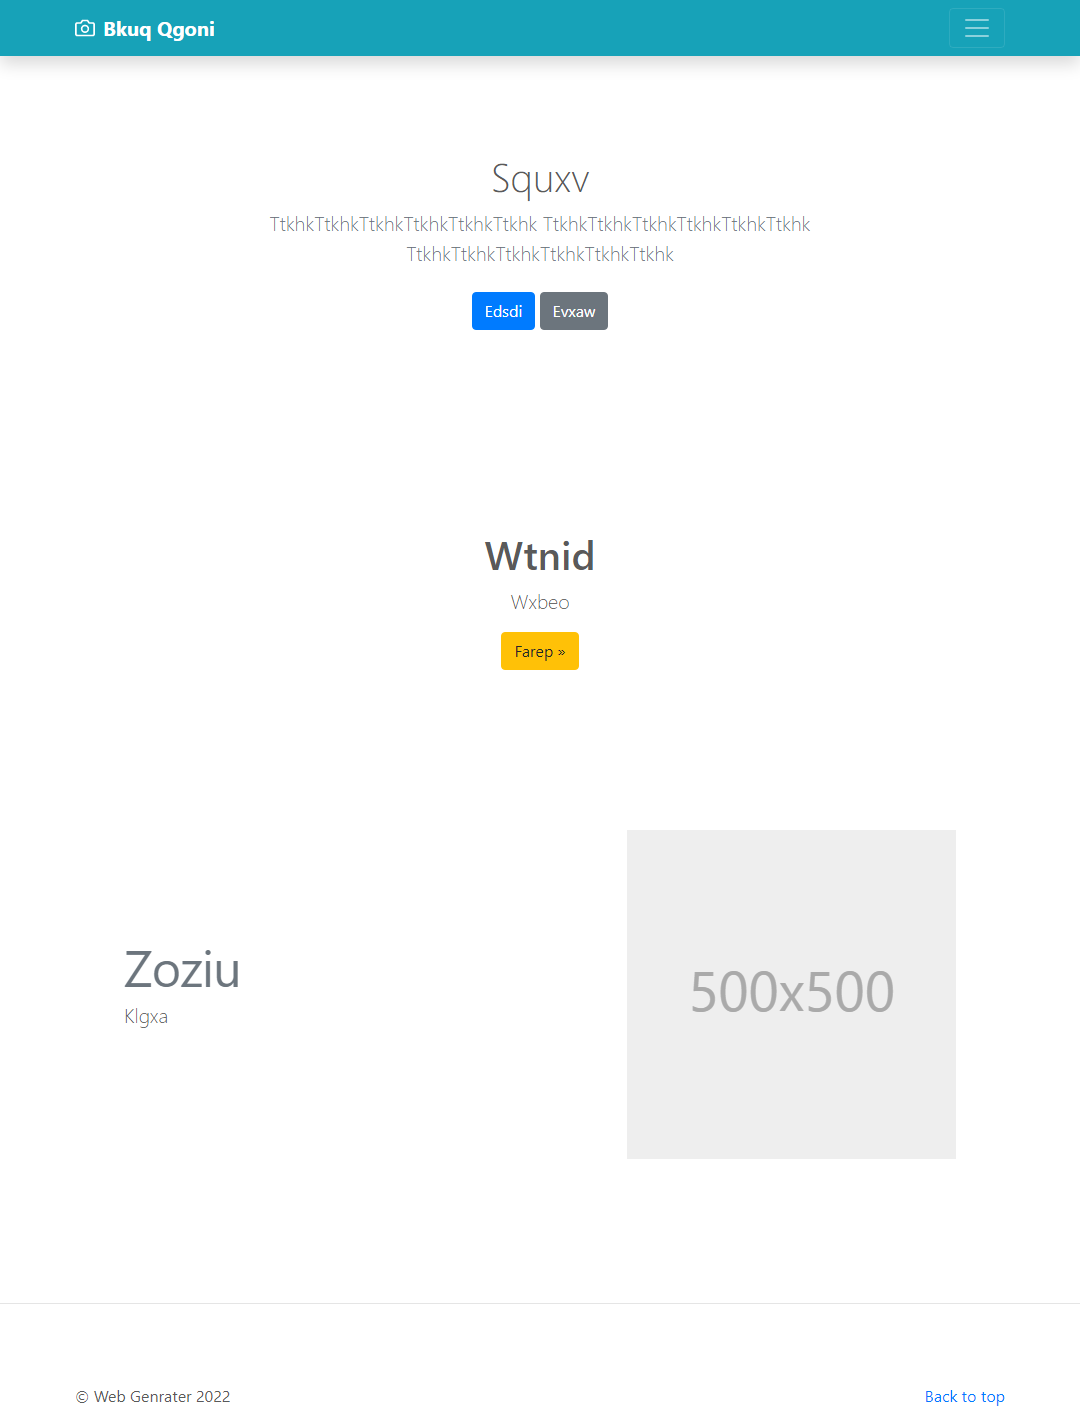 Bkuq Qgoni
Squxv
TtkhkTtkhkTtkhkTtkhkTtkhkTtkhk TtkhkTtkhkTtkhkTtkhkTtkhkTtkhk
TtkhkTtkhkTtkhkTtkhkTtkhkTtkhk
Edsdi Evxaw
Wtnid
Wxbeo
Farep »
Zoziu
Klgxa
500x500
© Web Genrater 2022
Back to top